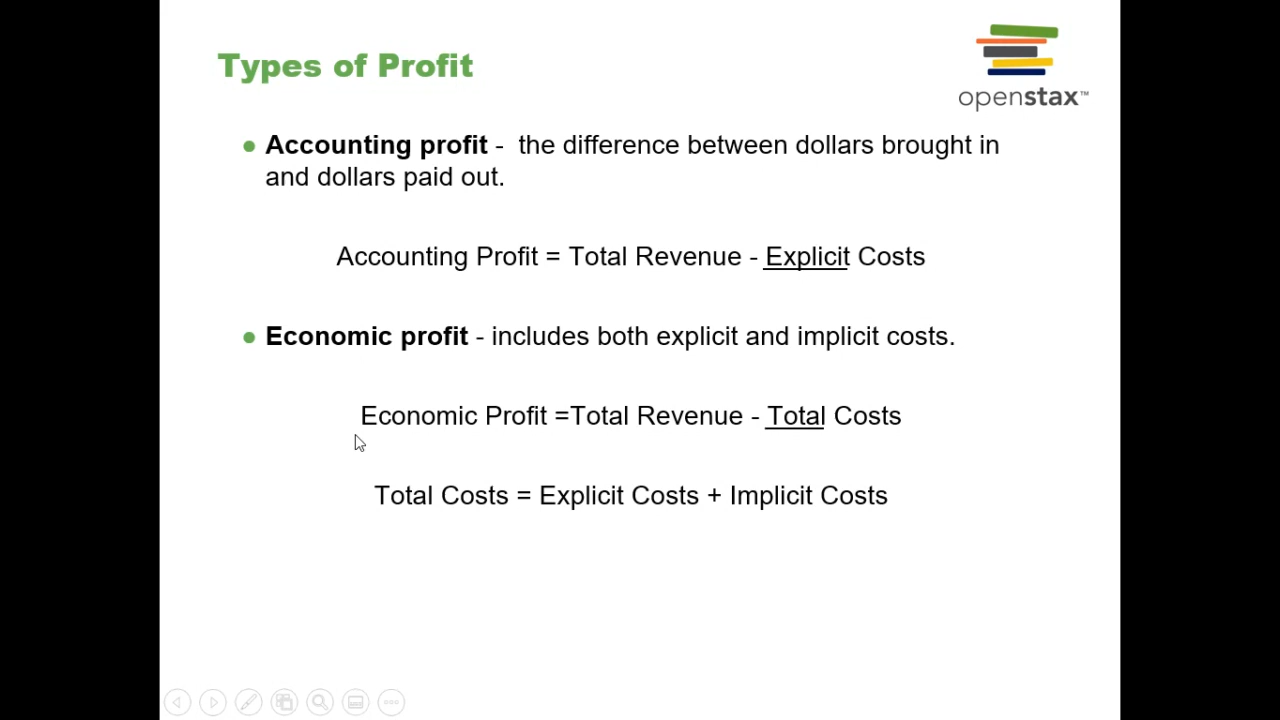 Types of Profit
openstax™
● Accounting profit - the difference between dollars brought in
and dollars paid out.
Accounting Profit = Total Revenue - Explicit Costs
● Economic profit - includes both explicit and implicit costs.
Economic Profit =Total Revenue - Total Costs
Total Costs = Explicit Costs + Implicit Costs